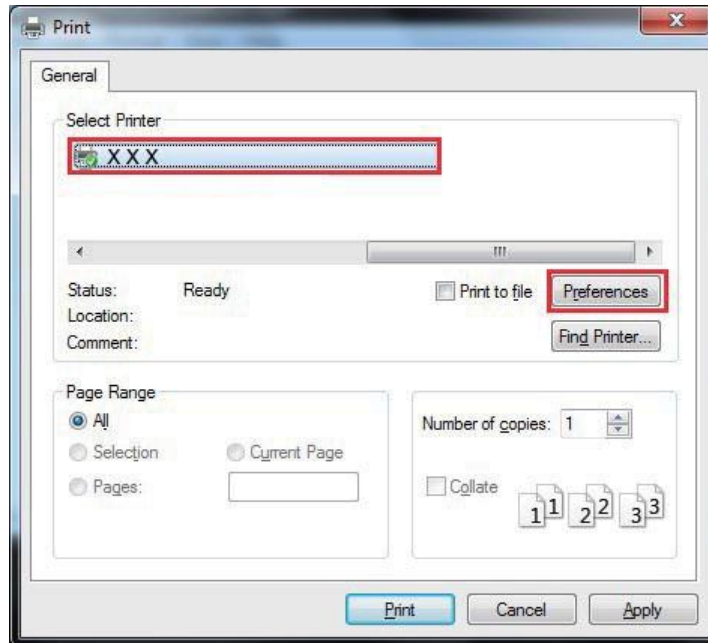 Print
General
Select Printer
X X X
Status: Ready Print to file Preferences
Location:
Comment: Find Printer...
Page Range
All
Selection Current Page
Pages:
Number of copies: 1
Collate
1 1 2 2 3 3
Print Cancel Apply